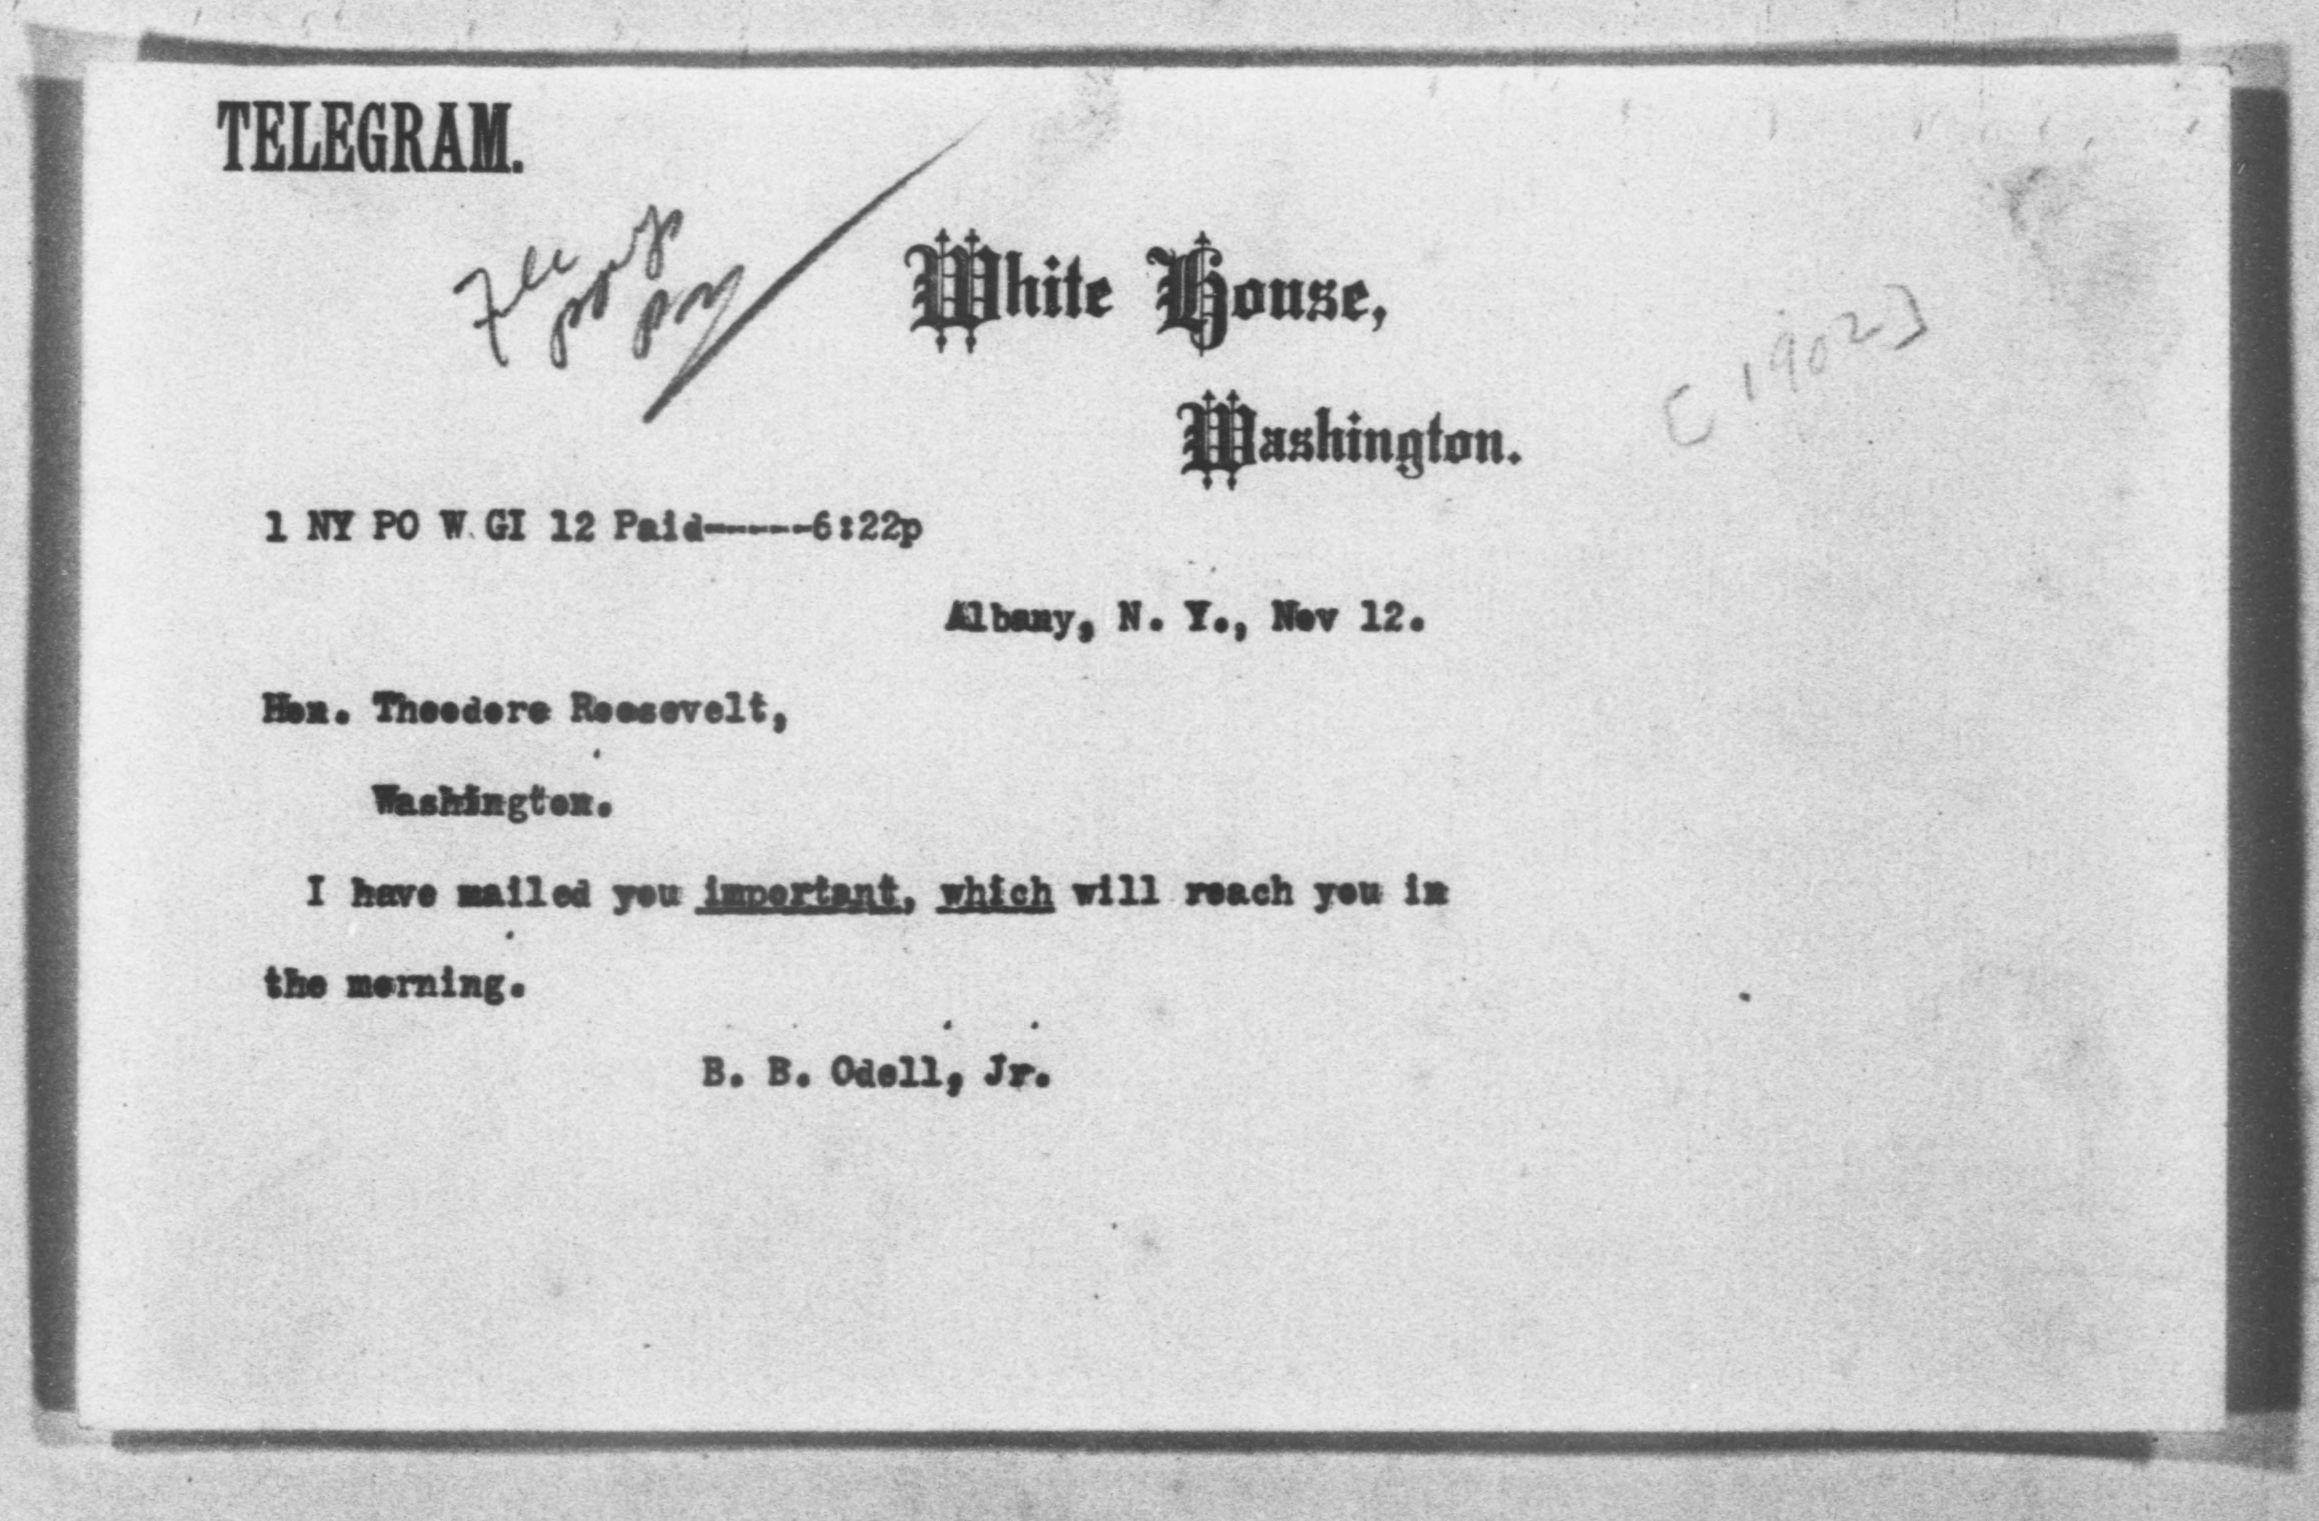 TELEGRAM.
White House,
Washington.
[1902]
1 NY PO W GI 12 Paid------6:22p
Albany, N. Y., Nov 12.
Hon. Theodore Roosevelt,
Washington.
I have mailed you important, which will reach you in
the morning.
B. B. Odell, Jr.